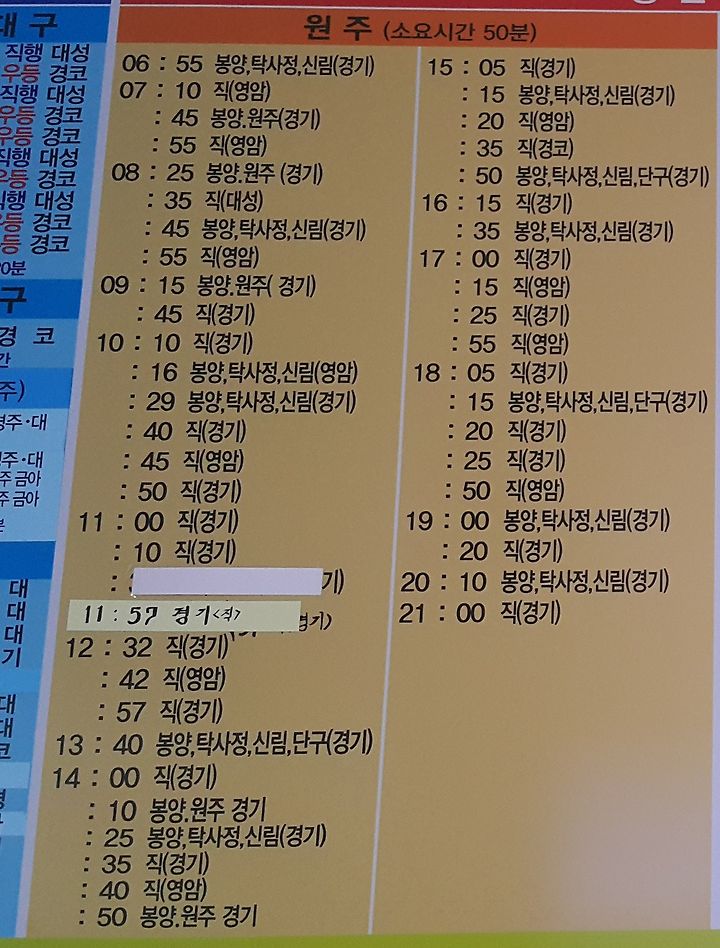 대 구
직행 대성
우등 경코
직행 대성
우등 경코
우등 경코
직행 대성
우등 경코
직행 대성
우등 경코
우등 경코
구
경 코
원 주 (소요시간 50분)
06 : 55 봉양,탁사정,신림(경기)
07 : 10 직(영암)
: 45 봉양.원주(경기)
: 55 직(영암)
08 : 25 봉양.원주 (경기)
: 35 직(대성)
: 45 봉양,탁사정,신림(경기)
: 55 직(영암)
09 : 15 봉양.원주( 경기)
: 45 직(경기)
10 : 10 직(경기)
: 16 봉양,탁사정,신림(영암)
: 29 봉양,탁사정,신림(경기)
: 40 직(경기)
: 45 직(영암)
: 50 직(경기)
11 : 00 직(경기)
: 10 직(경기)
11 : 57 경기<직>
12 : 32 직(경기)
: 42 직(영암)
: 57 직(경기)
13 : 40 봉양,탁사정,신림,단구(경기)
14 : 00 직(경기)
: 10 봉양.원주 경기
: 25 봉양,탁사정,신림(경기)
: 35 직(경기)
: 40 직(영암)
: 50 봉양.원주 경기
15 : 05 직(경기)
: 15 봉양,탁사정,신림(경기)
: 20 직(영암)
: 35 직(경코)
: 50 봉양,탁사정,신림,단구(경기)
16 : 15 직(경기)
: 35 봉양,탁사정,신림(경기)
17 : 00 직(경기)
: 15 직(영암)
: 25 직(경기)
: 55 직(영암)
18 : 05 직(경기)
: 15 봉양,탁사정,신림,단구(경기)
: 20 직(경기)
: 25 직(경기)
: 50 직(영암)
19 : 00 봉양,탁사정,신림(경기)
: 20 직(경기)
20 : 10 봉양,탁사정,신림(경기)
21 : 00 직(경기)